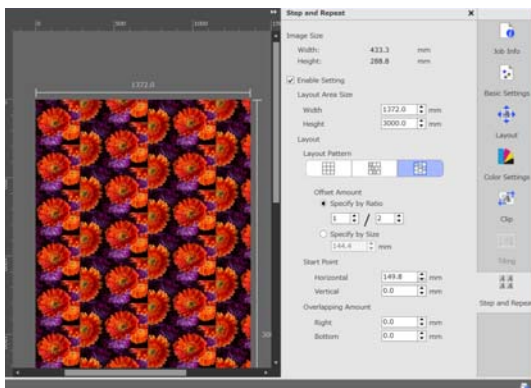 Step and Repeat
0 500 1000
1372.0
Image Size
Width: 433.3 mm
Height: 288.8 mm
Enable Setting
Layout Area Size
Width 1372.0 mm
Height 3000.0 mm
Layout
Layout Pattern
Offset Amount
Specify by Ratio
1 / 2
Specify by Size
144.4 mm
Start Point
Horizontal 149.8 mm
Vertical 0.0 mm
Overlapping Amount
Right 0.0 mm
Bottom 0.0 mm
Job Info
Basic Settings
Layout
Color Settings
Clip
Tiling
Step and Repeat